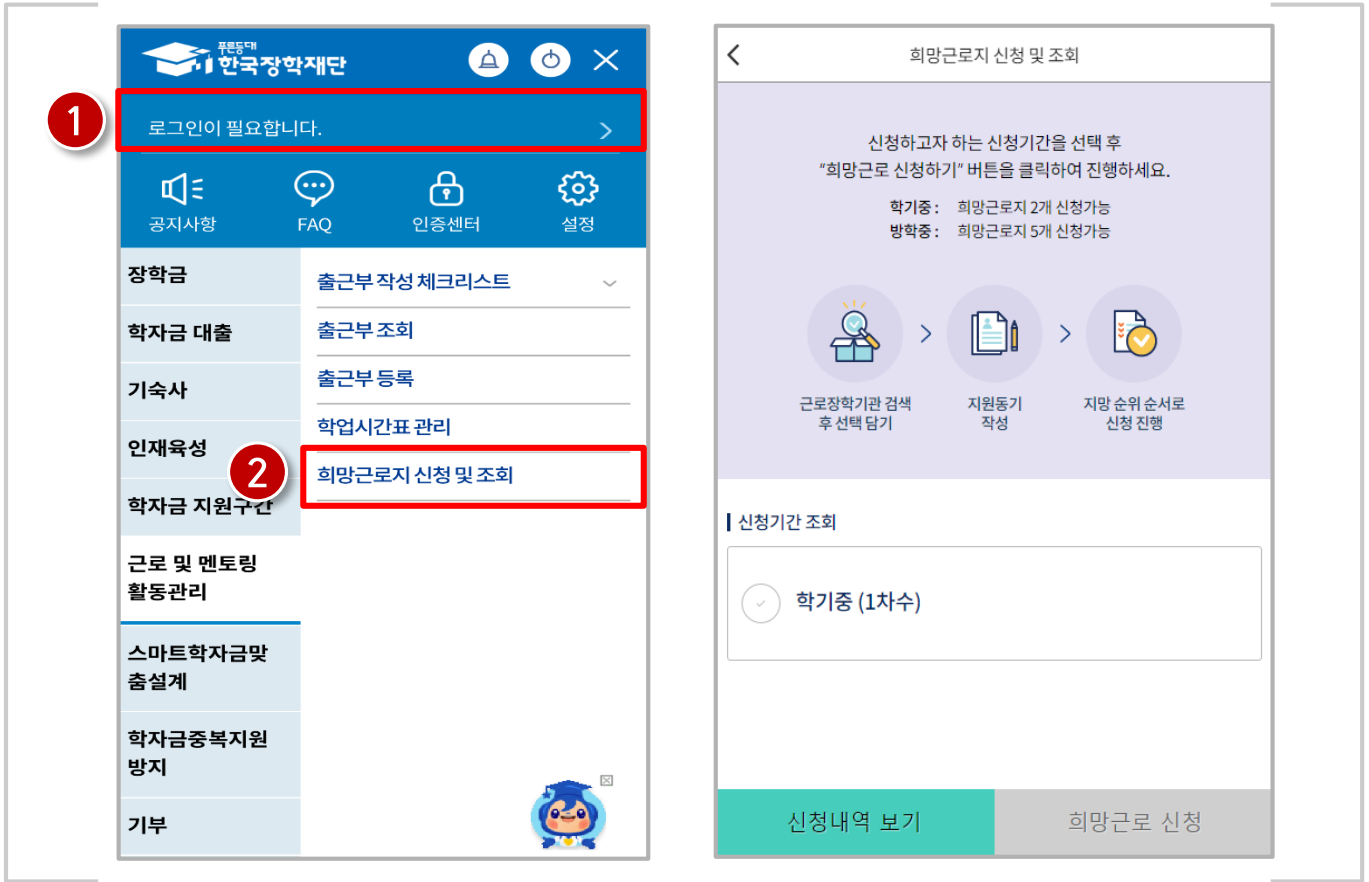 푸른등대
한국장학재단
1
로그인이 필요합니다.
공지사항
FAQ
인증센터
설정
장학금
학자금 대출
기숙사
인재육성
학자금 지원구간
근로 및 멘토링
활동관리
스마트학자금맞
춤설계
학자금중복지원
방지
기부
출근부 작성 체크리스트
출근부 조회
출근부 등록
학업시간표 관리
2
희망근로지 신청 및 조회
희망근로지 신청 및 조회
신청하고자 하는 신청기간을 선택 후
"희망근로 신청하기" 버튼을 클릭하여 진행하세요.
학기중 : 희망근로지 2개 신청가능
방학중 : 희망근로지 5개 신청가능
근로장학기관 검색
후 선택 담기
지원동기
작성
지망 순위 순서로
신청 진행
신청기간 조회
학기중 (1차수)
신청내역 보기
희망근로 신청